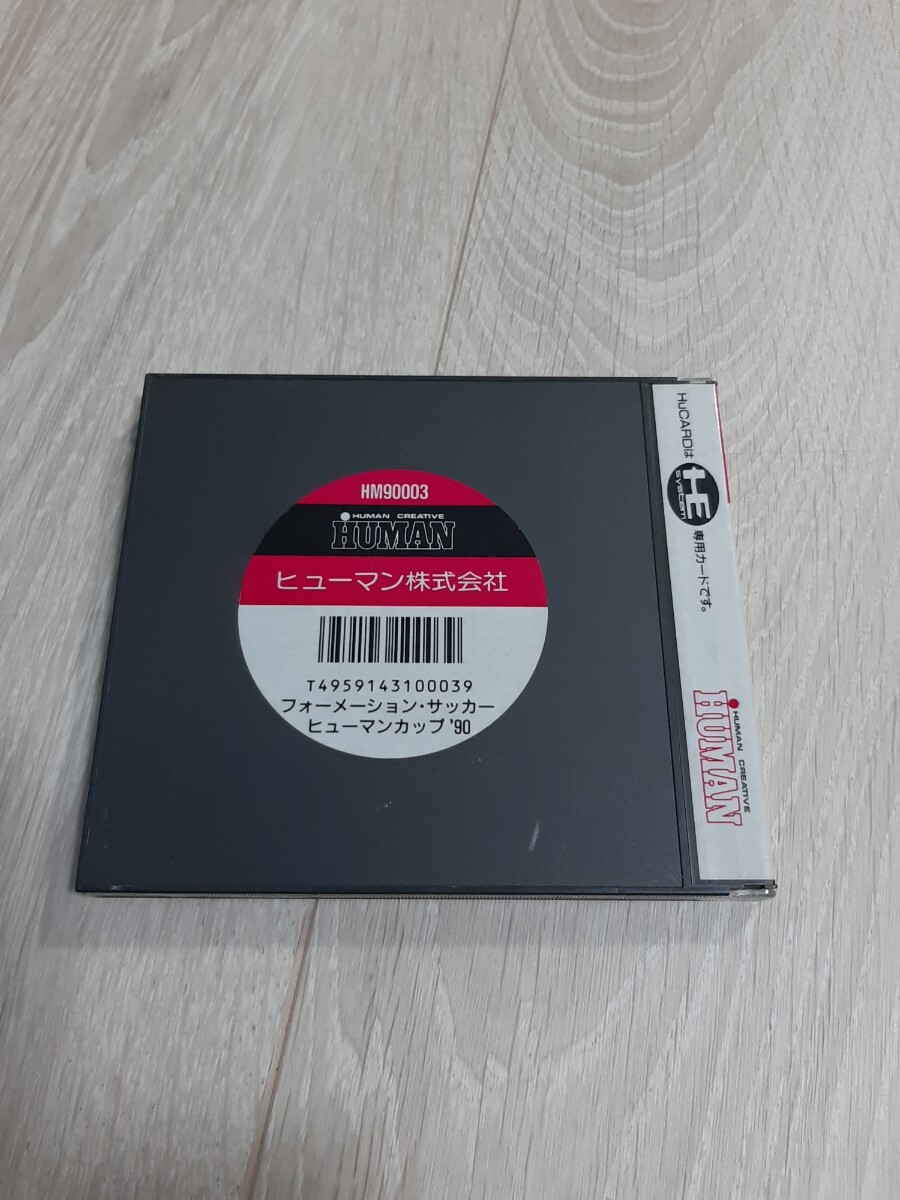 HM90003
HUMAN CREATIVE
HUMAN
ヒューマン株式会社
T4959143100039
フォーメーション・サッカー
ヒューマンカップ '90
HuCARDは
HE
SYSTEM
専用カードです。
HUMAN CREATIVE
HUMAN